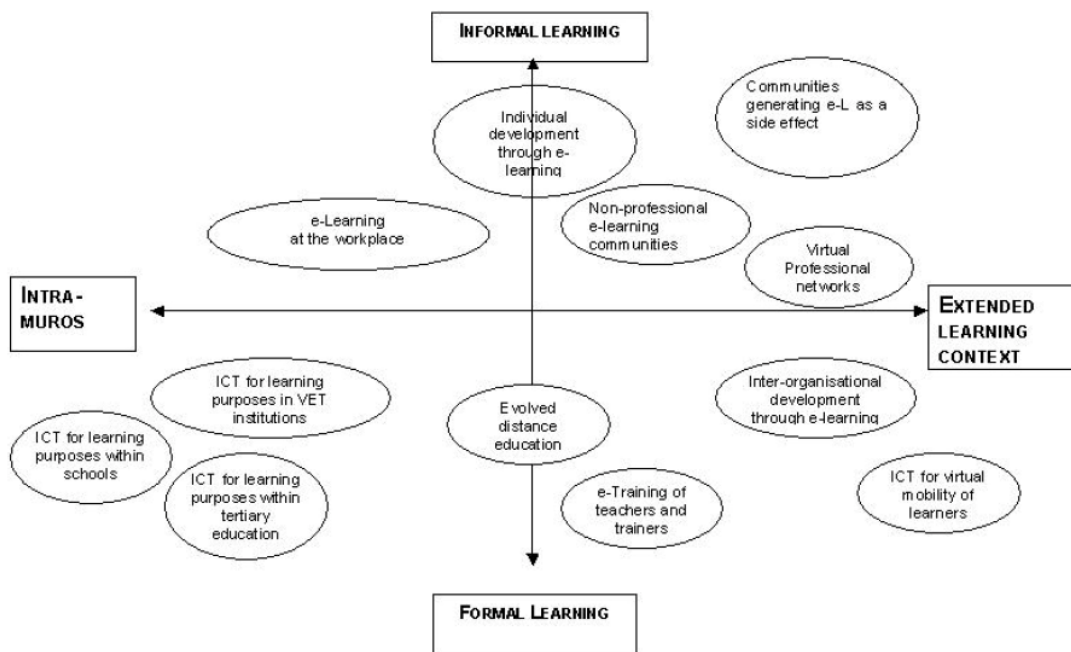 INFORMAL LEARNING
Communities
generating e-L as a
side effect
Individual
development
through e-
learning
e-Learning
at the workplace
Non-professional
e-learning
communities
Virtual
Professional
networks
INTRA-
MUROS
EXTENDED
LEARNING
CONTEXT
ICT for learning
purposes in VET
institutions
Inter-organisational
development
through e-learning
Evolved
distance
education
ICT for learning
purposes within
schools
ICT for learning
purposes within
tertiary
education
e-Training of
teachers and
trainers
ICT for virtual
mobility of
learners
FORMAL LEARNING